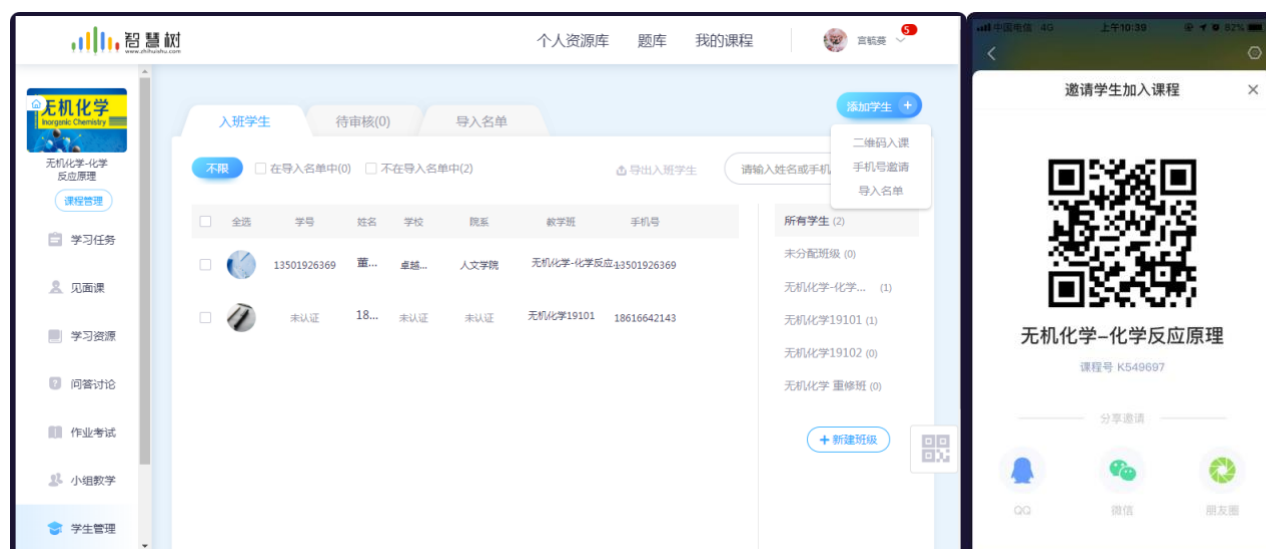 智慧树
www.zhihuishu.com
个人资源库 题库 我的课程
宫毓蔓
5
无机化学
Inorganic Chemistry
无机化学-化学
反应原理
课程管理
学习任务
见面课
学习资源
问答讨论
作业考试
小组教学
学生管理
入班学生 待审核(0) 导入名单
添加学生 +
二维码入课
手机号邀请
导入名单
不限 在导入名单中(0) 不在导入名单中(2) 导出入班学生 请输入姓名或手机
全选 学号 姓名 学校 院系 教学班 手机号
13501926369 董... 卓越... 人文学院 无机化学-化学反应 13501926369
未认证 18... 未认证 未认证 无机化学19101 18616642143
所有学生 (2)
未分配班级 (0)
无机化学-化学... (1)
无机化学19101 (1)
无机化学19102 (0)
无机化学 重修班 (0)
+ 新建班级
中国电信 4G 上午10:39 82%
邀请学生加入课程 ×
无机化学–化学反应原理
课程号 K549697
分享邀请
QQ 微信 朋友圈